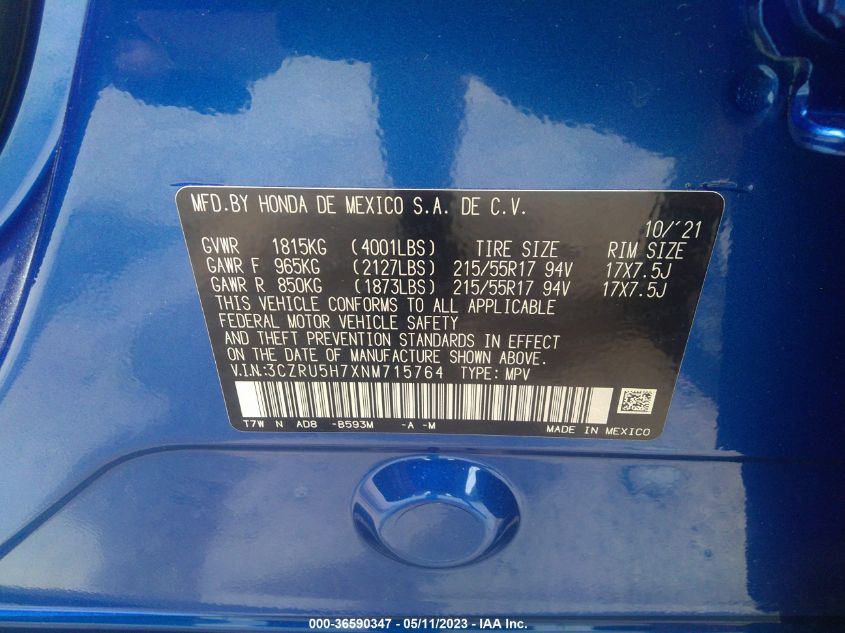 MFD.BY HONDA DE MEXICO S.A. DE C.V.
10/'21
GVWR 1815KG (4001LBS) TIRE SIZE RIM SIZE
GAWR F 965KG (2127LBS) 215/55R17 94V 17X7.5J
GAWR R 850KG (1873LBS) 215/55R17 94V 17X7.5J
THIS VEHICLE CONFORMS TO ALL APPLICABLE
FEDERAL MOTOR VEHICLE SAFETY
AND THEFT PREVENTION STANDARDS IN EFFECT
ON THE DATE OF MANUFACTURE SHOWN ABOVE.
V.I.N.:3CZRU5H7XNM715764 TYPE: MPV
T7W N AD8 -B593M -A -M MADE IN MEXICO
000-36590347 - 05/11/2023 - IAA Inc.